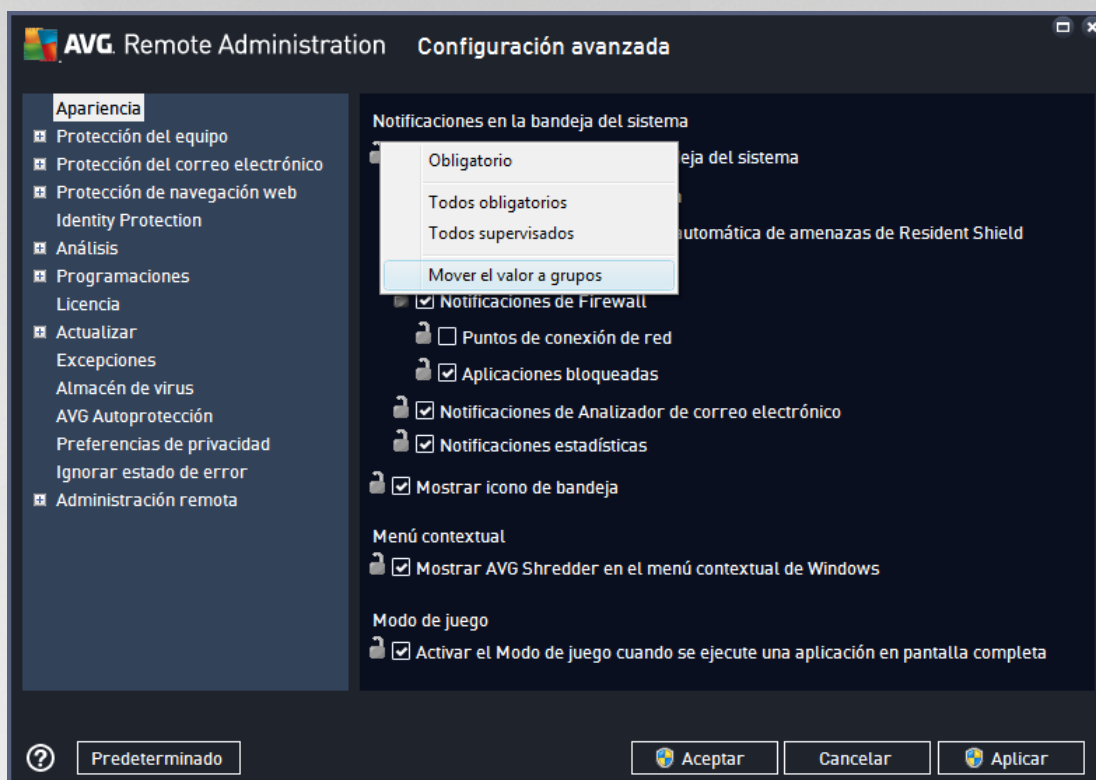 AVG. Remote Administration Configuración avanzada
Apariencia
Protección del equipo
Protección del correo electrónico
Protección de navegación web
Identity Protection
Análisis
Programaciones
Licencia
Actualizar
Excepciones
Almacén de virus
AVG Autoprotección
Preferencias de privacidad
Ignorar estado de error
Administración remota
Notificaciones en la bandeja del sistema
eja del sistema
Obligatorio
Todos obligatorios
Todos supervisados
automática de amenazas de Resident Shield
Mover el valor a grupos
Notificaciones de Firewall
Puntos de conexión de red
Aplicaciones bloqueadas
Notificaciones de Analizador de correo electrónico
Notificaciones estadísticas
Mostrar icono de bandeja
Menú contextual
Mostrar AVG Shredder en el menú contextual de Windows
Modo de juego
Activar el Modo de juego cuando se ejecute una aplicación en pantalla completa
? Predeterminado Aceptar Cancelar Aplicar